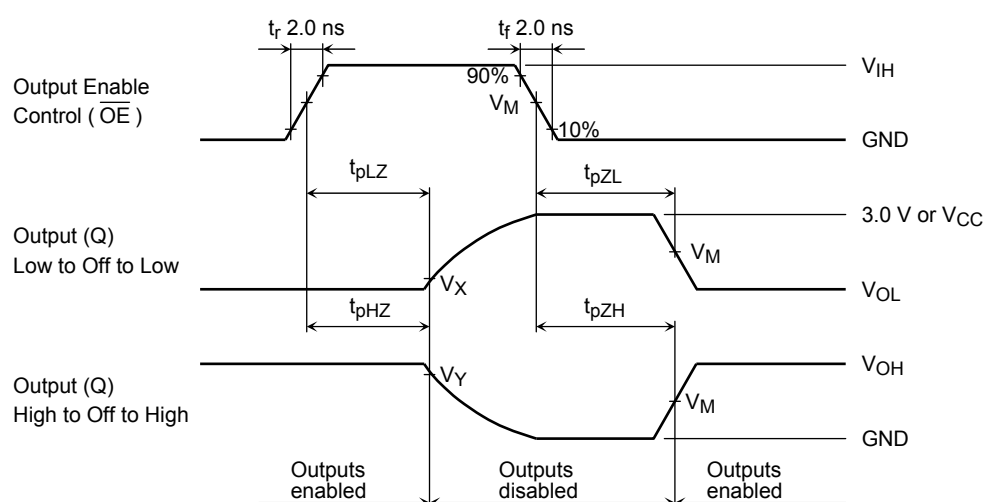 tr 2.0 ns
tf 2.0 ns
Output Enable
Control ( OE )
90%
VM
10%
VIH
GND
tpLZ
tpZL
3.0 V or VCC
Output (Q)
Low to Off to Low
VX
VM
VOL
tpHZ
tpZH
Output (Q)
High to Off to High
VY
VM
VOH
GND
Outputs
enabled
Outputs
disabled
Outputs
enabled